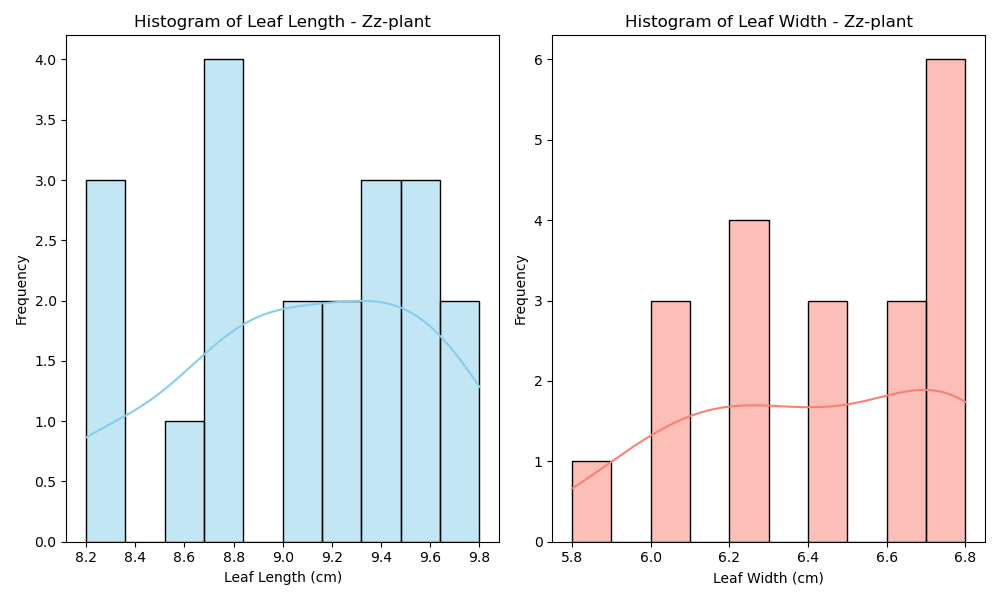 Histogram of Leaf Length - Zz-plant
4.0
3.5
3.0
2.5
2.0
1.5
1.0
0.5
0.0
Frequency
8.2 8.4 8.6 8.8 9.0 9.2 9.4 9.6 9.8
Leaf Length (cm)
Histogram of Leaf Width - Zz-plant
6
5
4
3
2
1
0
Frequency
5.8 6.0 6.2 6.4 6.6 6.8
Leaf Width (cm)